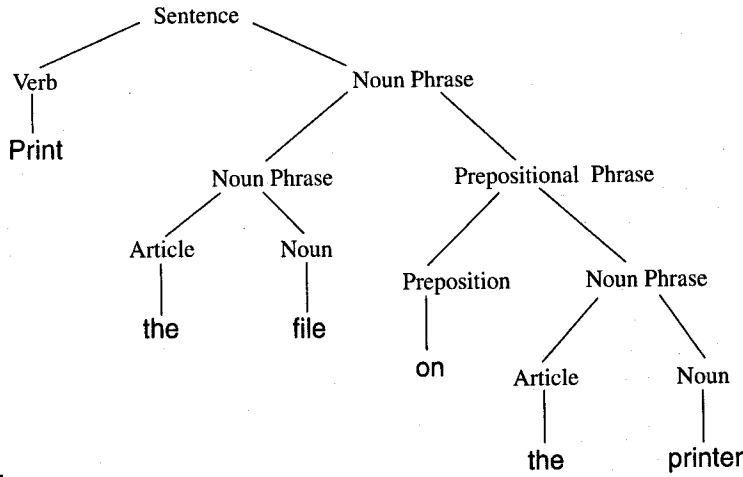 Sentence
Verb
Noun Phrase
Print
Noun Phrase
Prepositional Phrase
Article
Noun
Preposition
Noun Phrase
the
file
on
Article
Noun
the
printer